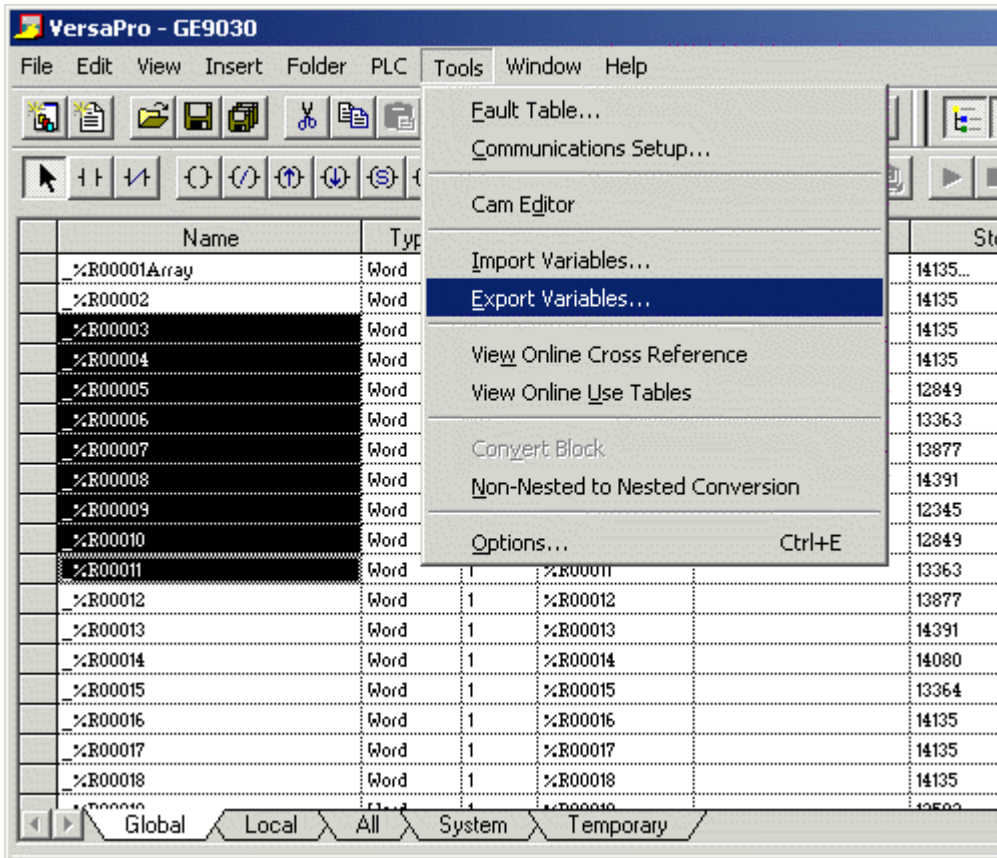 VersaPro - GE9030
File Edit View Insert Folder PLC Tools Window Help
Fault Table...
Communications Setup...
Cam Editor
Import Variables...
Export Variables...
View Online Cross Reference
View Online Use Tables
Convert Block
Non-Nested to Nested Conversion
Options... Ctrl+E
Name Typ Sto
_%R00001Array Word 14135...
_%R00002 Word 14135
_%R00003 Word 14135
_%R00004 Word 14135
_%R00005 Word 12849
_%R00006 Word 13363
_%R00007 Word 13877
_%R00008 Word 14391
_%R00009 Word 12345
_%R00010 Word 12849
_%R00011 Word 1 %R00011 13363
_%R00012 Word 1 %R00012 13877
_%R00013 Word 1 %R00013 14391
_%R00014 Word 1 %R00014 14080
_%R00015 Word 1 %R00015 13364
_%R00016 Word 1 %R00016 14135
_%R00017 Word 1 %R00017 14135
_%R00018 Word 1 %R00018 14135
Global Local All System Temporary